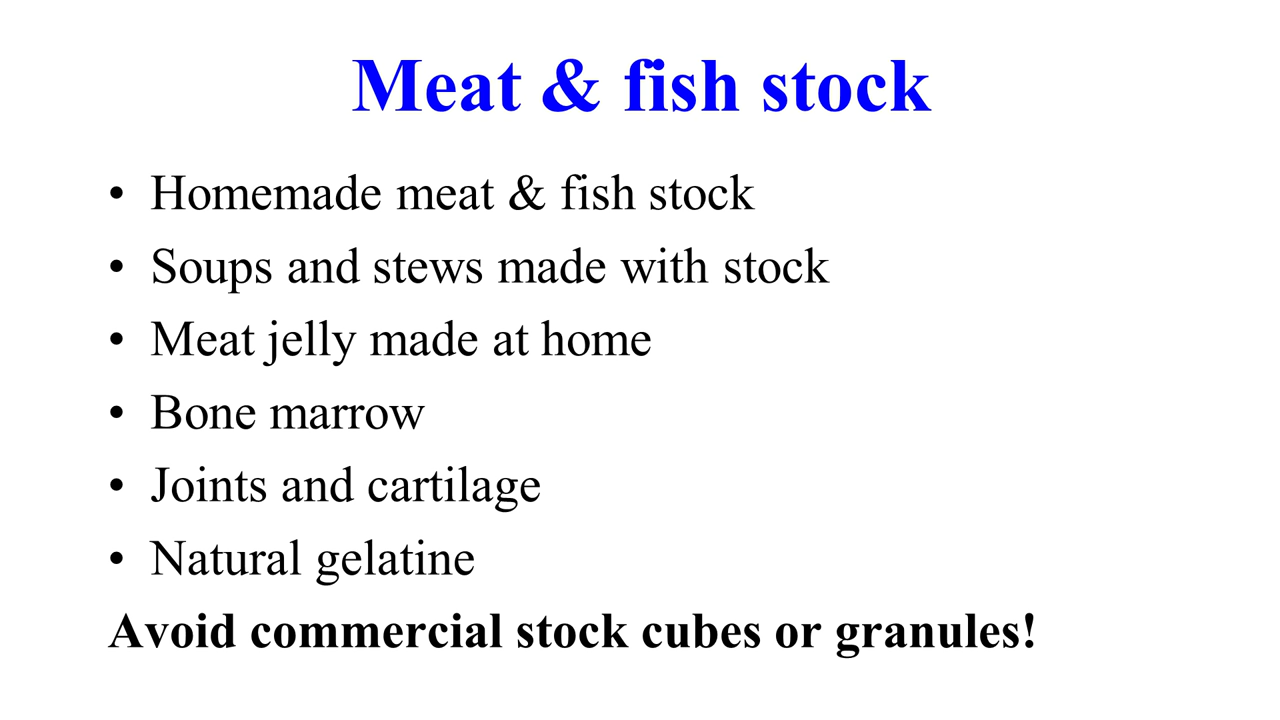 Meat & fish stock
• Homemade meat & fish stock
• Soups and stews made with stock
• Meat jelly made at home
• Bone marrow
• Joints and cartilage
• Natural gelatine
Avoid commercial stock cubes or granules!